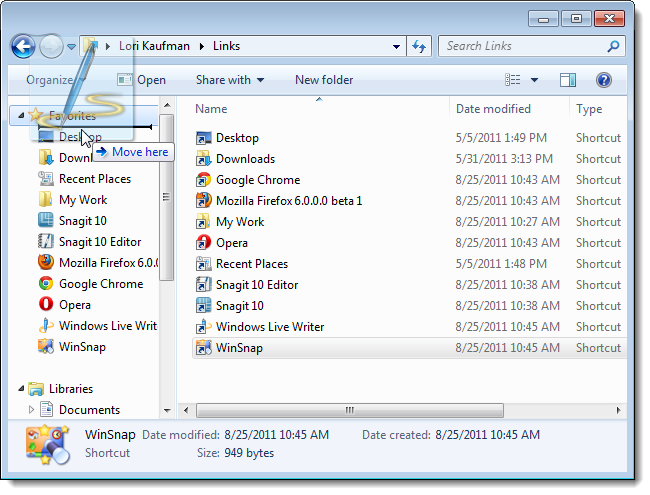 Lori Kaufman Links
Search Links
Organize Open Share with New folder
Favorites
Desktop
Move here
Recent Places
My Work
Snagit 10
Snagit 10 Editor
Mozilla Firefox 6.0.
Google Chrome
Opera
Windows Live Writ
WinSnap
Libraries
Documents
Name Date modified Type
Desktop 5/5/2011 1:49 PM Shortcut
Downloads 5/31/2011 3:13 PM Shortcut
Google Chrome 8/25/2011 10:43 AM Shortcut
Mozilla Firefox 6.0.0.0 beta 1 8/25/2011 10:43 AM Shortcut
My Work 8/25/2011 10:27 AM Shortcut
Opera 8/25/2011 10:43 AM Shortcut
Recent Places 5/5/2011 1:48 PM Shortcut
Snagit 10 Editor 8/25/2011 10:38 AM Shortcut
Snagit 10 8/25/2011 10:38 AM Shortcut
Windows Live Writer 8/25/2011 10:45 AM Shortcut
WinSnap 8/25/2011 10:45 AM Shortcut
WinSnap Date modified: 8/25/2011 10:45 AM Date created: 8/25/2011 10:45 AM
Shortcut Size: 949 bytes